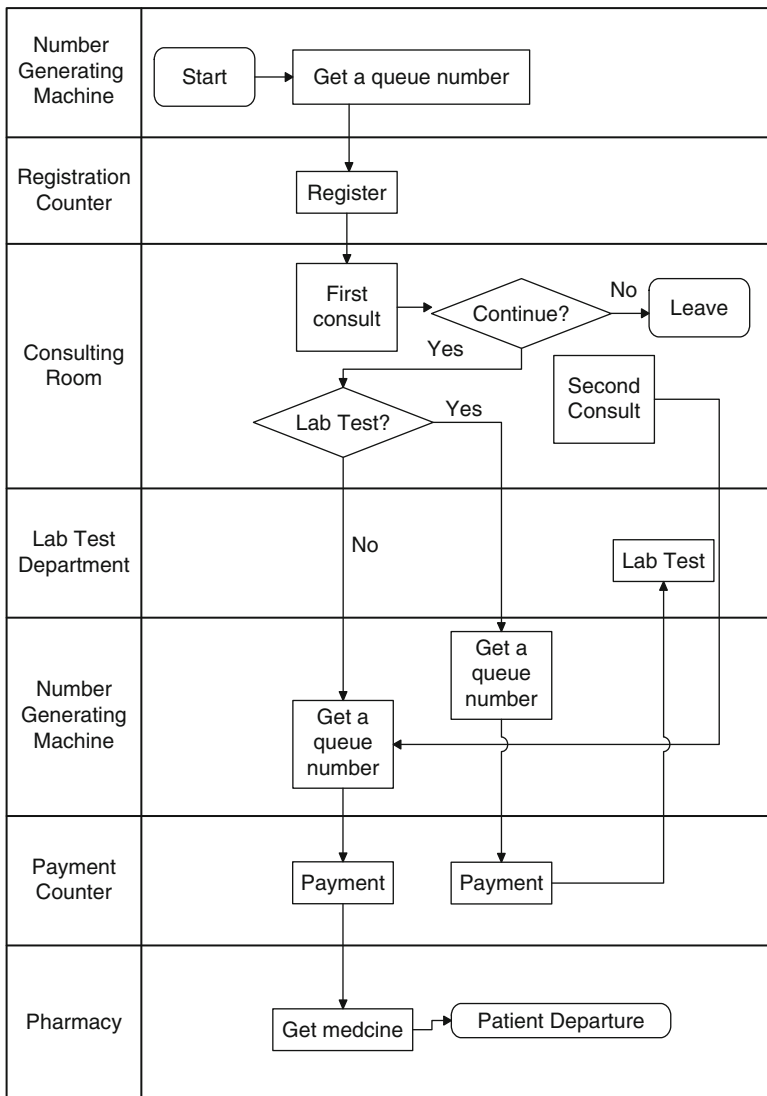 Number
Generating
Machine
Start
Get a queue number
Registration
Counter
Register
Consulting
Room
First
consult
Continue?
No
Leave
Yes
Second
Consult
Lab Test?
Yes
Lab Test
Department
No
Lab Test
Number
Generating
Machine
Get a
queue
number
Get a
queue
number
Payment
Counter
Payment
Payment
Pharmacy
Get medcine
Patient Departure